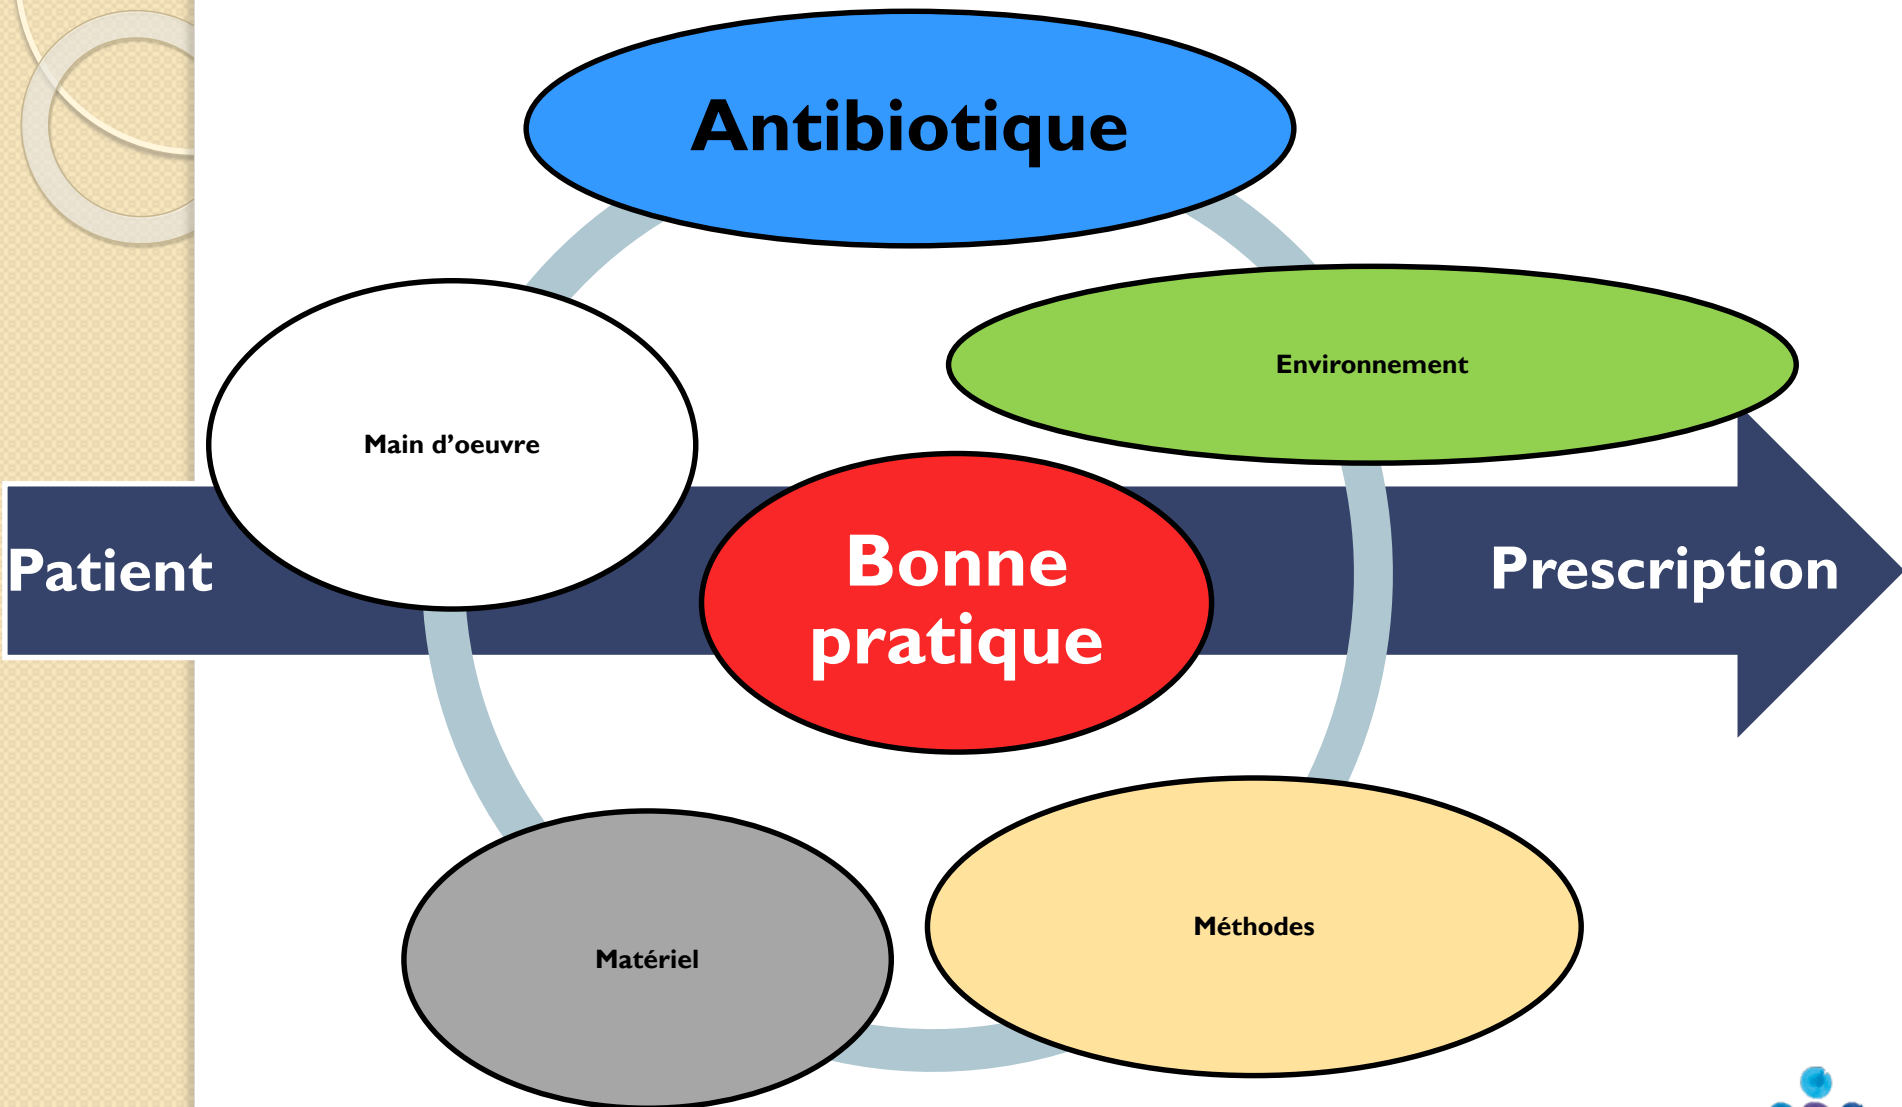 Antibiotique
Environnement
Main d'oeuvre
Patient
Bonne
pratique
Prescription
Méthodes
Matériel